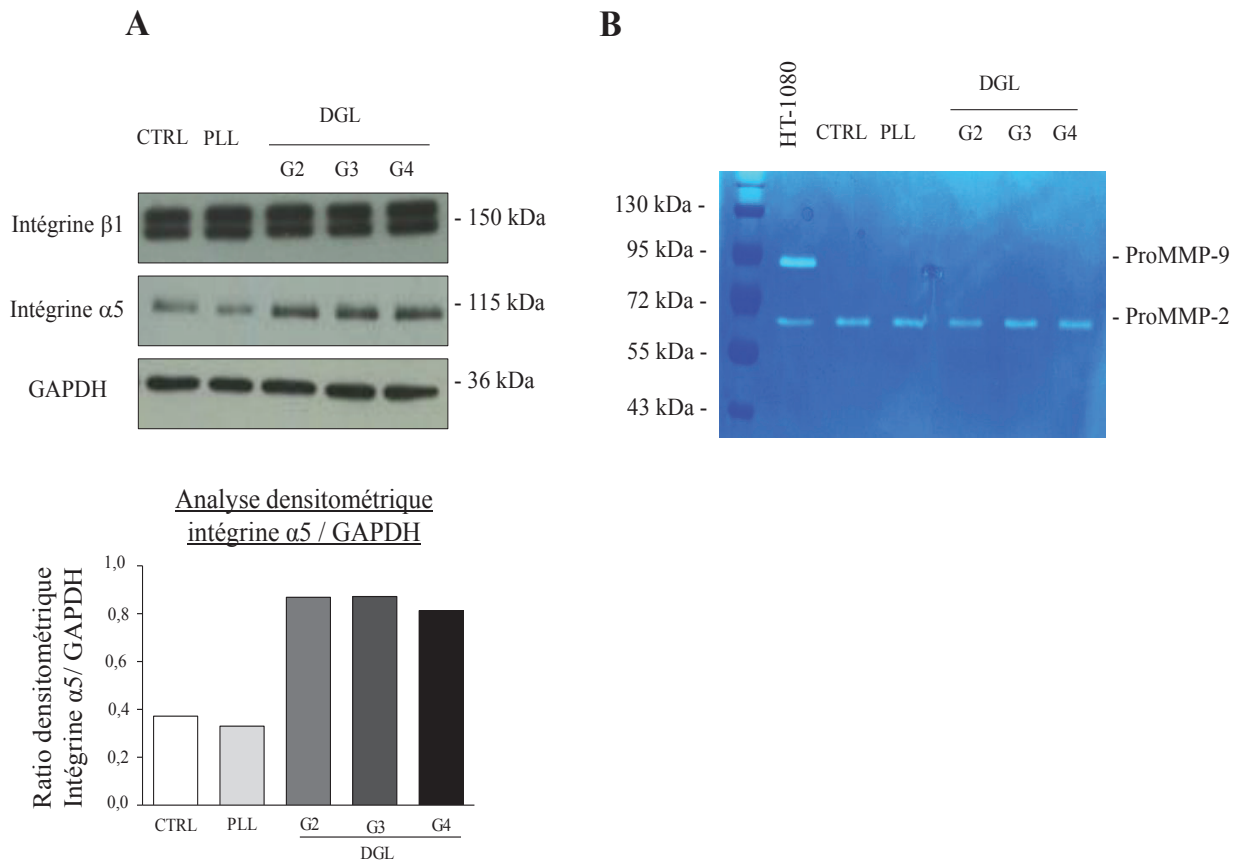 A
CTRL PLL DGL
G2 G3 G4
Intégrine β1 - 150 kDa
Intégrine α5 - 115 kDa
GAPDH - 36 kDa
Analyse densitométrique
intégrine α5 / GAPDH
Ratio densitométrique
Intégrine α5/ GAPDH
1,0
0,8
0,6
0,4
0,2
0,0
CTRL PLL G2 G3 G4
DGL
B
HT-1080 CTRL PLL DGL
G2 G3 G4
130 kDa -
95 kDa - - ProMMP-9
72 kDa - - ProMMP-2
55 kDa -
43 kDa -